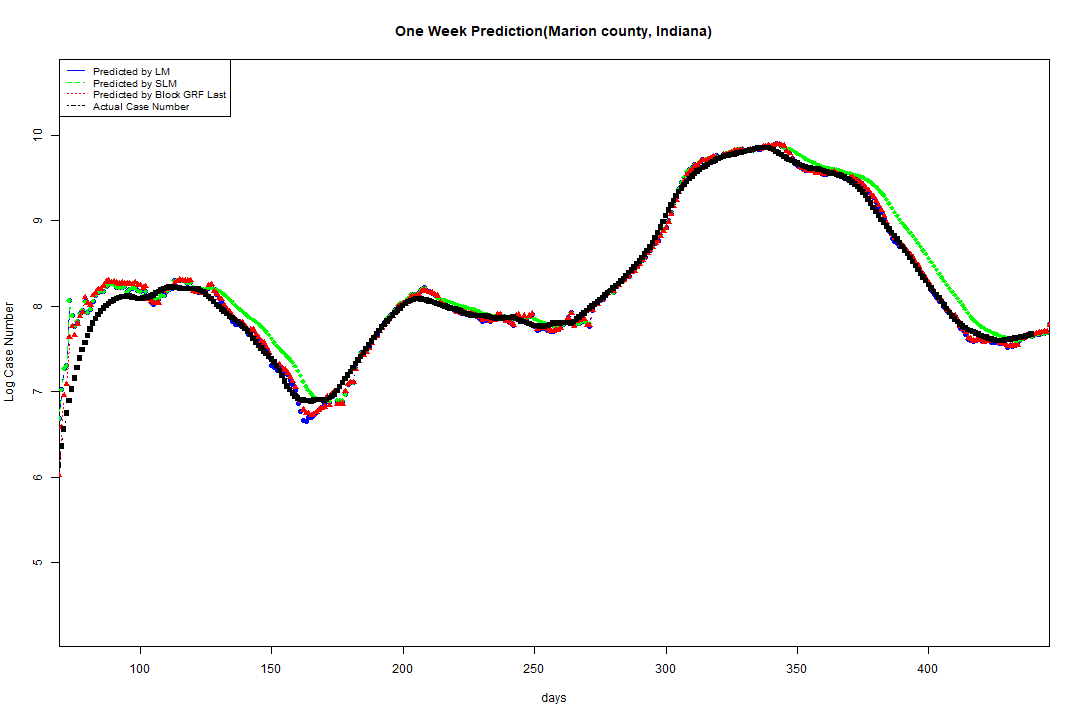 One Week Prediction(Marion county, Indiana)
Predicted by LM
Predicted by SLM
Predicted by Block GRF Last
Actual Case Number
10
9
8
7
6
5
Log Case Number
100 150 200 250 300 350 400
days